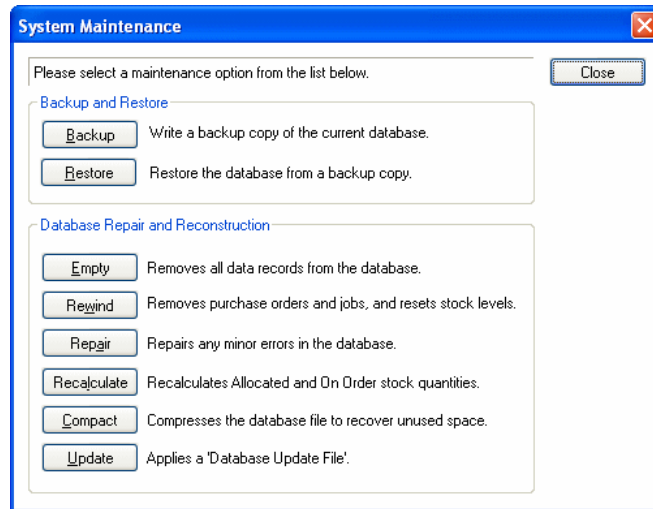 System Maintenance
Please select a maintenance option from the list below.
Close
Backup and Restore
Backup Write a backup copy of the current database.
Restore Restore the database from a backup copy.
Database Repair and Reconstruction
Empty Removes all data records from the database.
Rewind Removes purchase orders and jobs, and resets stock levels.
Repair Repairs any minor errors in the database.
Recalculate Recalculates Allocated and On Order stock quantities.
Compact Compresses the database file to recover unused space.
Update Applies a 'Database Update File'.